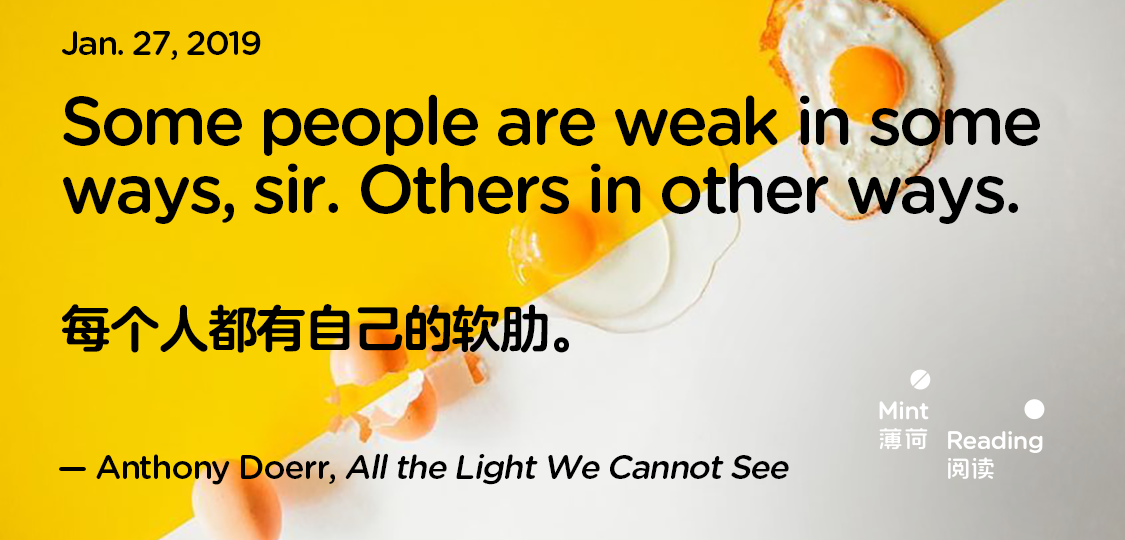 Jan. 27, 2019
Some people are weak in some
ways, sir. Others in other ways.
每个人都有自己的软肋。
— Anthony Doerr, All the Light We Cannot See
Mint
薄荷
Reading
阅读